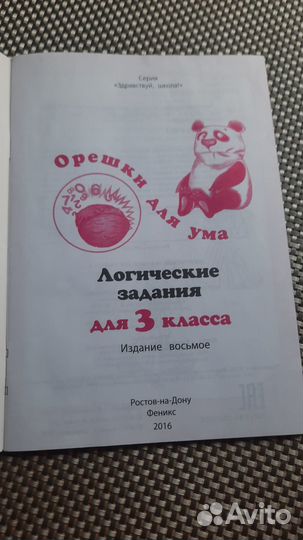 Серия
«Здравствуй, школа!»
Орешки для ума
Логические
задания
для 3 класса
Издание восьмое
Ростов-на-Дону
Феникс
2016
Avito